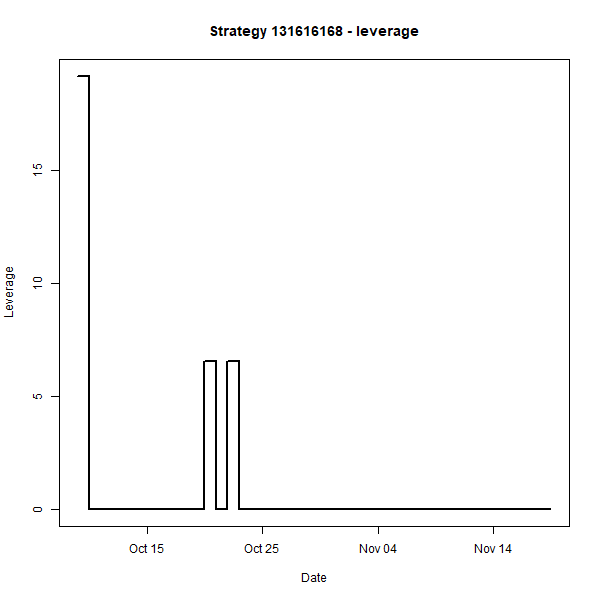 Strategy 131616168 - leverage
15
10
5
0
Leverage
Oct 15
Oct 25
Nov 04
Nov 14
Date